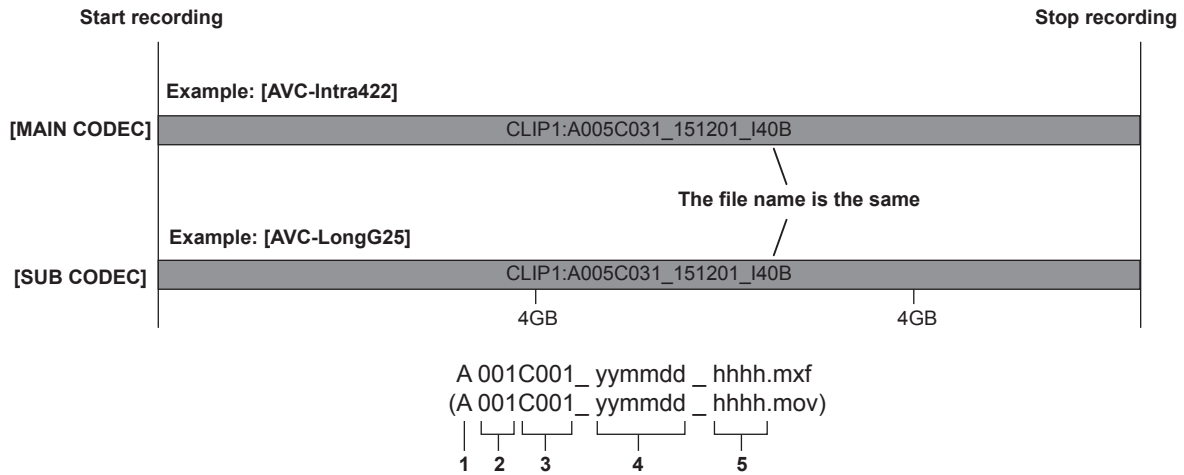 Start recording
Stop recording
Example: [AVC-Intra422]
[MAIN CODEC]
CLIP1:A005C031_151201_I40B
The file name is the same
Example: [AVC-LongG25]
[SUB CODEC]
CLIP1:A005C031_151201_I40B
4GB
4GB
A 001C001_ yymmdd _ hhhh.mxf
(A 001C001_ yymmdd _ hhhh.mov)
1 2 3 4 5